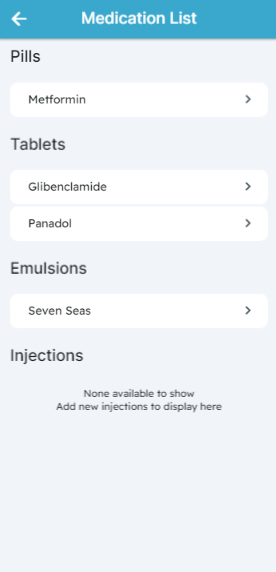 Medication List
Pills
Metformin
Tablets
Glibenclamide
Panadol
Emulsions
Seven Seas
Injections
None available to show
Add new injections to display here